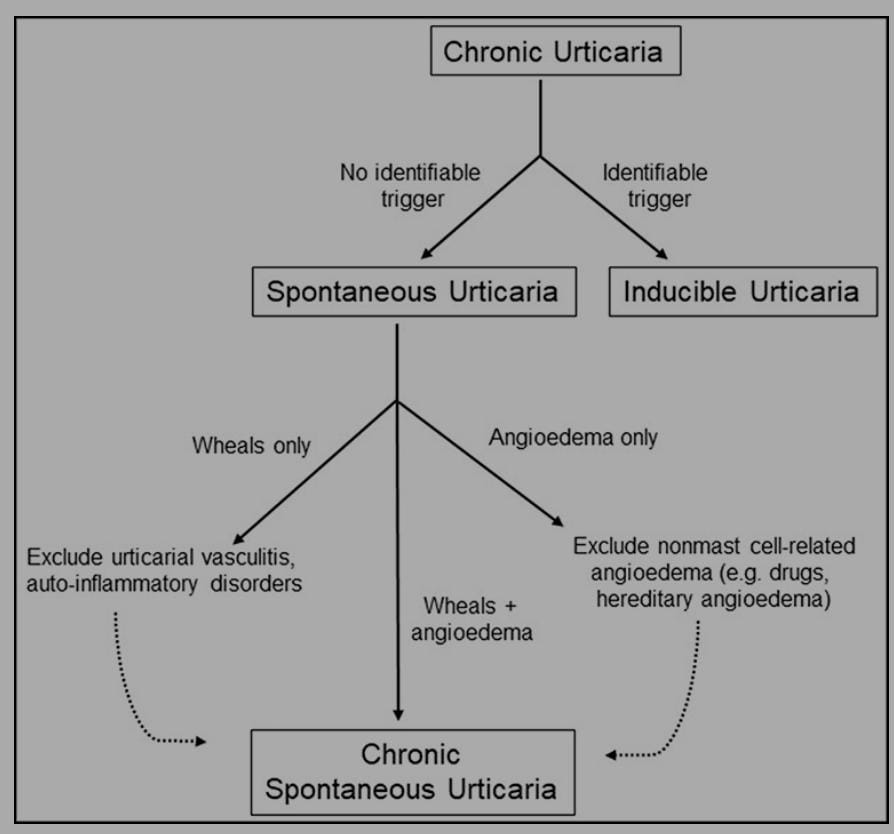 Chronic Urticaria
No identifiable
trigger
Identifiable
trigger
Spontaneous Urticaria
Inducible Urticaria
Wheals only
Angioedema only
Exclude urticarial vasculitis,
auto-inflammatory disorders
Exclude nonmast cell-related
angioedema (e.g. drugs,
hereditary angioedema)
Wheals +
angioedema
Chronic
Spontaneous Urticaria